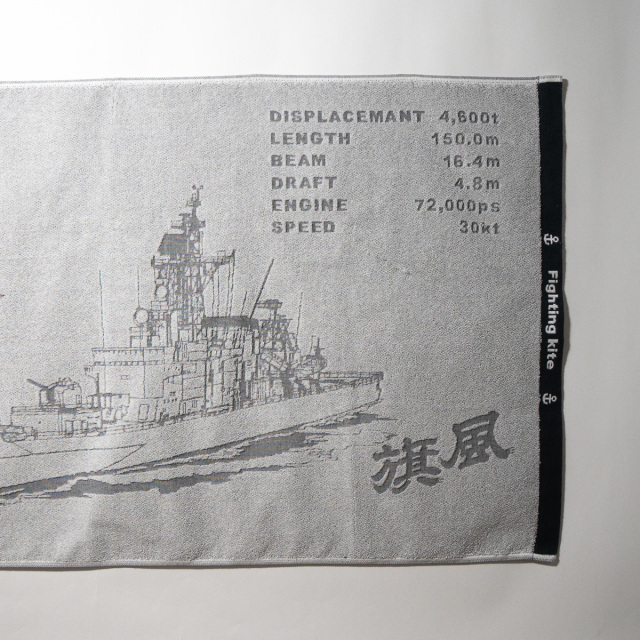 DISPLACEMANT 4,600t
LENGTH 150.0m
BEAM 16.4m
DRAFT 4.8m
ENGINE 72,000ps
SPEED 30kt
Fighting kite
旗風